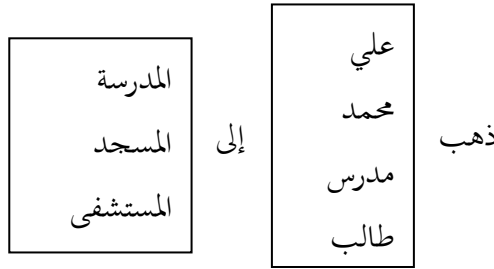 ذهب
علي
محمد
مدرس
طالب
إلى
المدرسة
المسجد
المستشفى